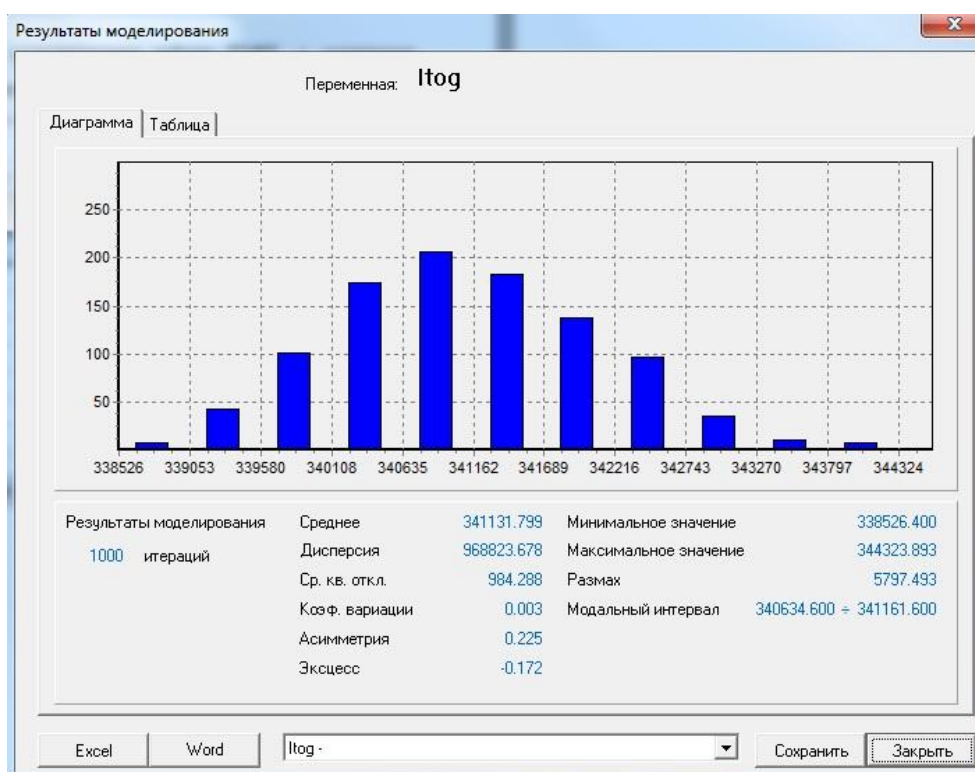 Результаты моделирования
Переменная: Itog
Диаграмма Таблица
250
200
150
100
50
338526 339053 339580 340108 340635 341162 341689 342216 342743 343270 343797 344324
Результаты моделирования
1000 итераций
Среднее 341131.799
Дисперсия 968823.678
Ср. кв. откл. 984.288
Коэф. вариации 0.003
Асимметрия 0.225
Эксцесс -0.172
Минимальное значение 338526.400
Максимальное значение 344323.893
Размах 5797.493
Модальный интервал 340634.600 ÷ 341161.600
Excel Word Itog - Сохранить Закрыть